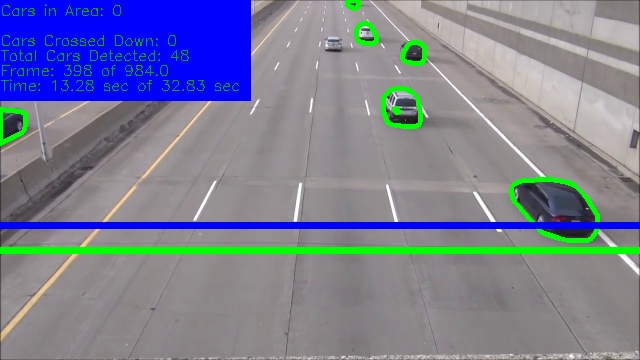 Cars in Area: 0
Cars Crossed Down: 0
Total Cars Detected: 48
Frame: 398 of 984.0
Time: 13.28 sec of 32.83 sec